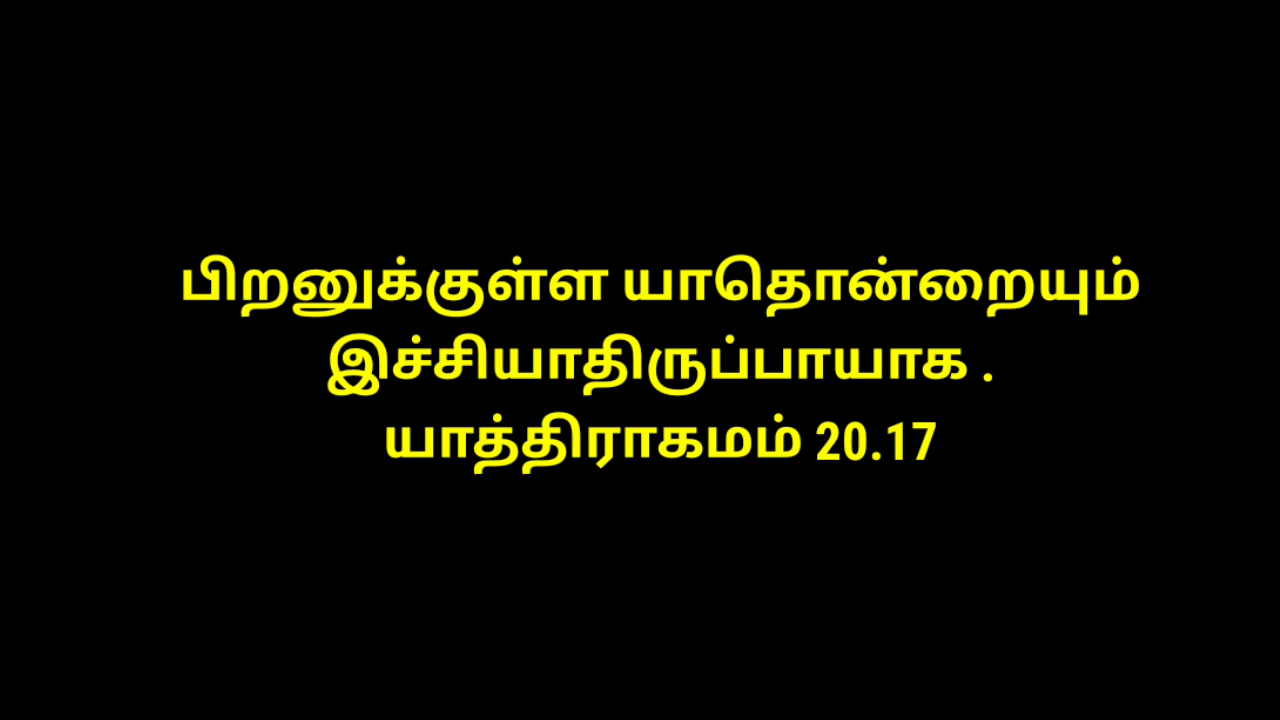 பிறனுக்குள்ள யாதொன்றையும்
இச்சியாதிருப்பாயாக .
யாத்திராகமம் 20.17